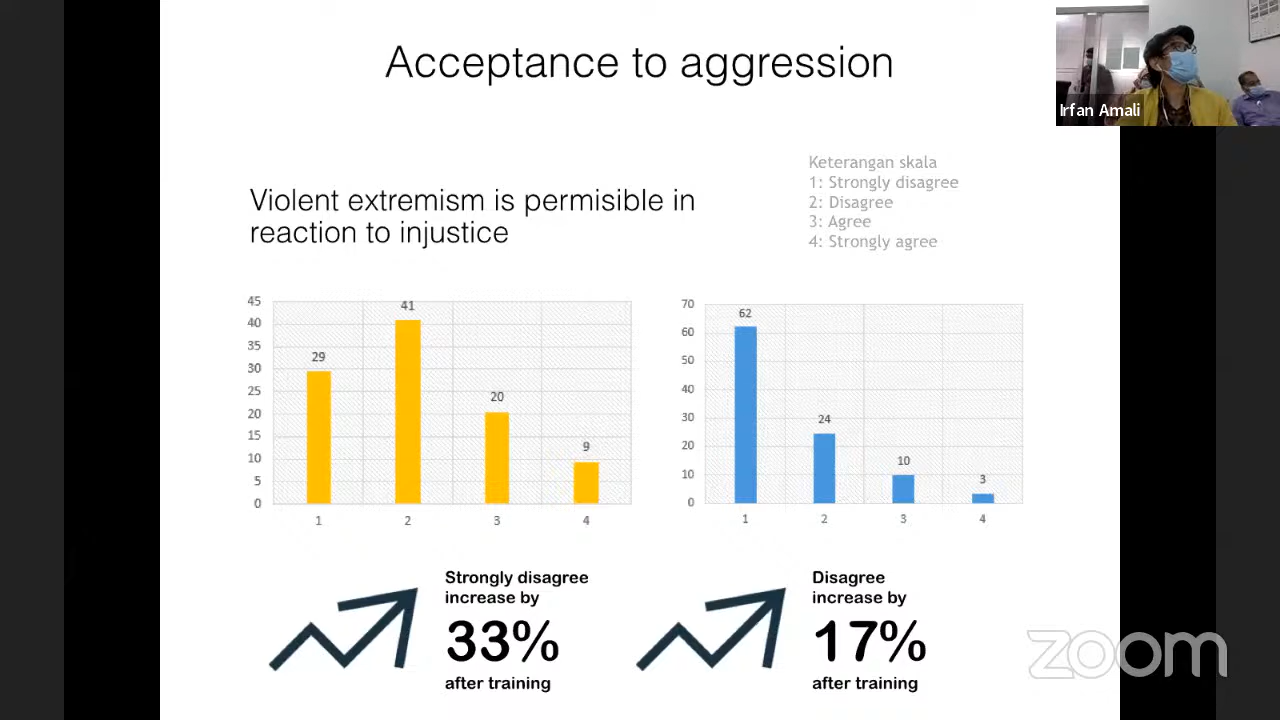 Acceptance to aggression
Irfan Amali
Keterangan skala
1: Strongly disagree
2: Disagree
3: Agree
4: Strongly agree
Violent extremism is permisible in
reaction to injustice
45
40
35
30
25
20
15
10
5
0
29
41
20
9
1
2
3
4
70
60
50
40
30
20
10
0
62
24
10
3
1
2
3
4
Strongly disagree
increase by
33%
after training
Disagree
increase by
17%
after training
zoom